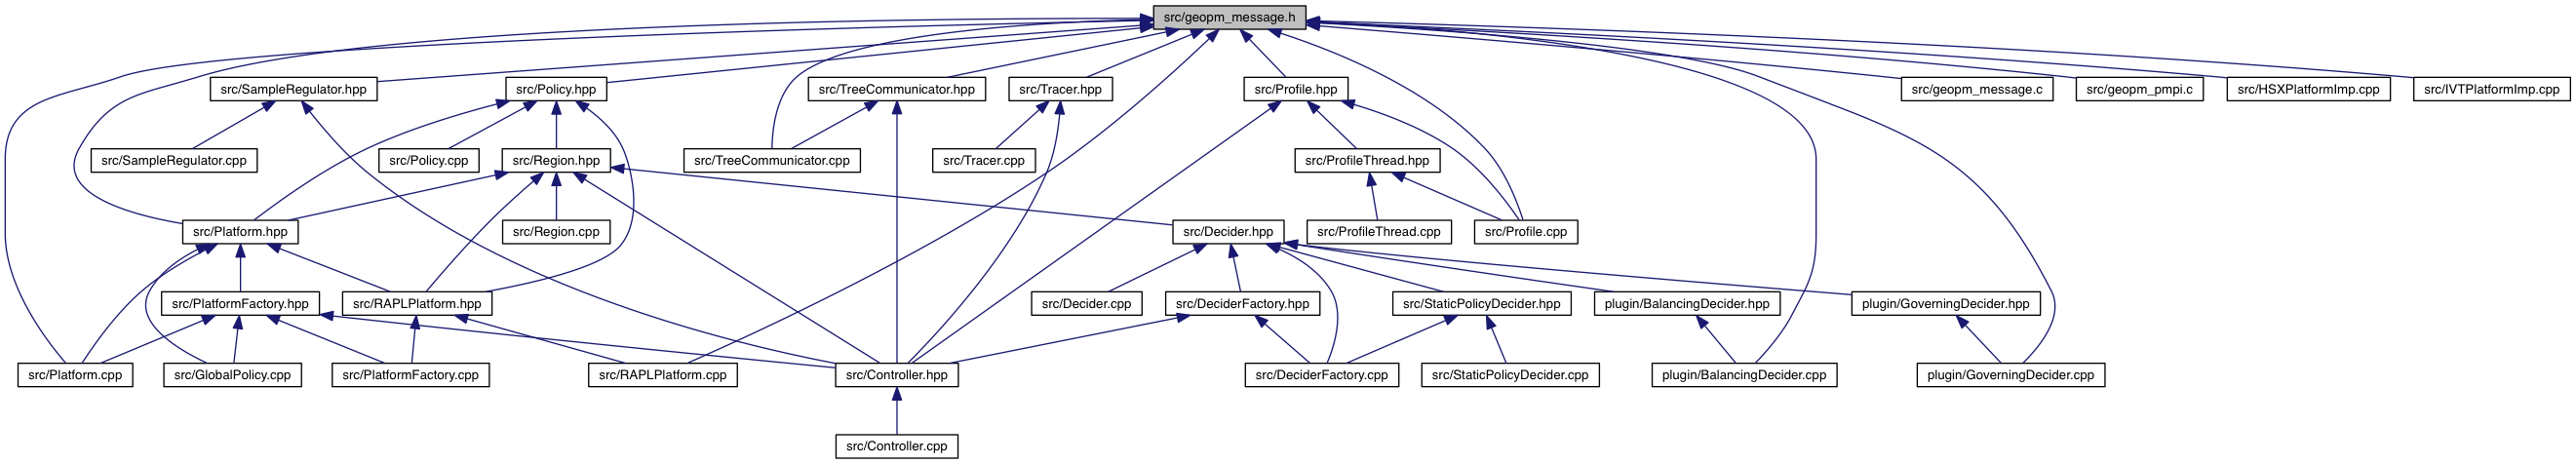 src/geopm_message.h
src/SampleRegulator.hpp
src/Policy.hpp
src/TreeCommunicator.hpp
src/Tracer.hpp
src/Profile.hpp
src/geopm_message.c
src/geopm_pmpi.c
src/HSXPlatformImp.cpp
src/IVTPlatformImp.cpp
src/SampleRegulator.cpp
src/Policy.cpp
src/Region.hpp
src/TreeCommunicator.cpp
src/Tracer.cpp
src/ProfileThread.hpp
src/Platform.hpp
src/Region.cpp
src/Decider.hpp
src/ProfileThread.cpp
src/Profile.cpp
src/PlatformFactory.hpp
src/RAPLPlatform.hpp
src/Decider.cpp
src/DeciderFactory.hpp
src/StaticPolicyDecider.hpp
plugin/BalancingDecider.hpp
plugin/GoverningDecider.hpp
src/Platform.cpp
src/GlobalPolicy.cpp
src/PlatformFactory.cpp
src/RAPLPlatform.cpp
src/Controller.hpp
src/DeciderFactory.cpp
src/StaticPolicyDecider.cpp
plugin/BalancingDecider.cpp
plugin/GoverningDecider.cpp
src/Controller.cpp